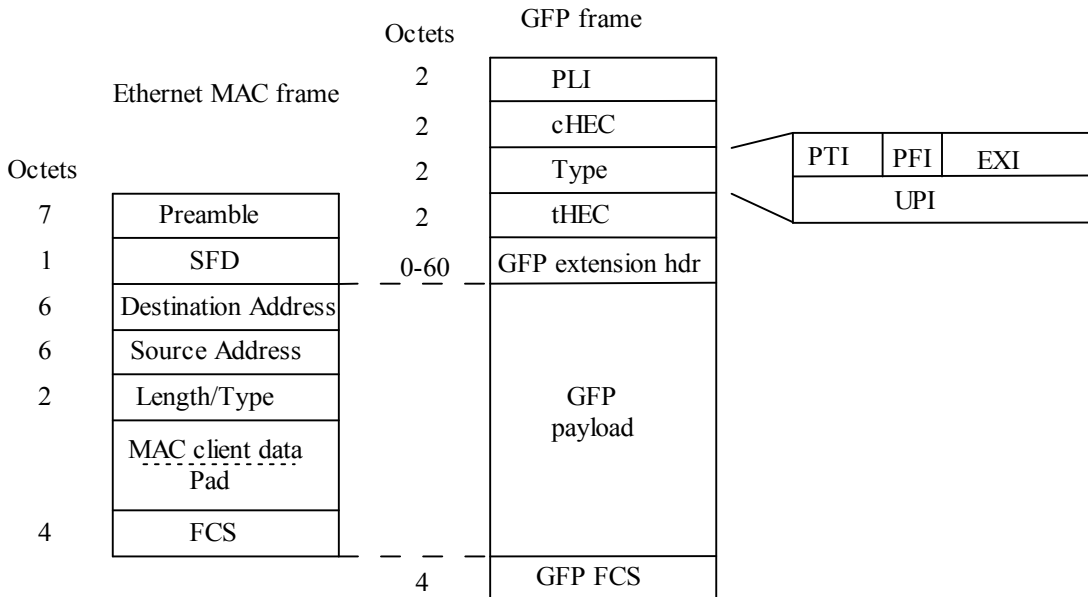 GFP frame
Octets
2 PLI
Ethernet MAC frame
2 cHEC
PTI PFI EXI
Octets
2 Type
UPI
7 Preamble
2 tHEC
1 SFD
0-60 GFP extension hdr
6 Destination Address
6 Source Address
2 Length/Type
GFP
payload
MAC client data
Pad
4 FCS
4 GFP FCS